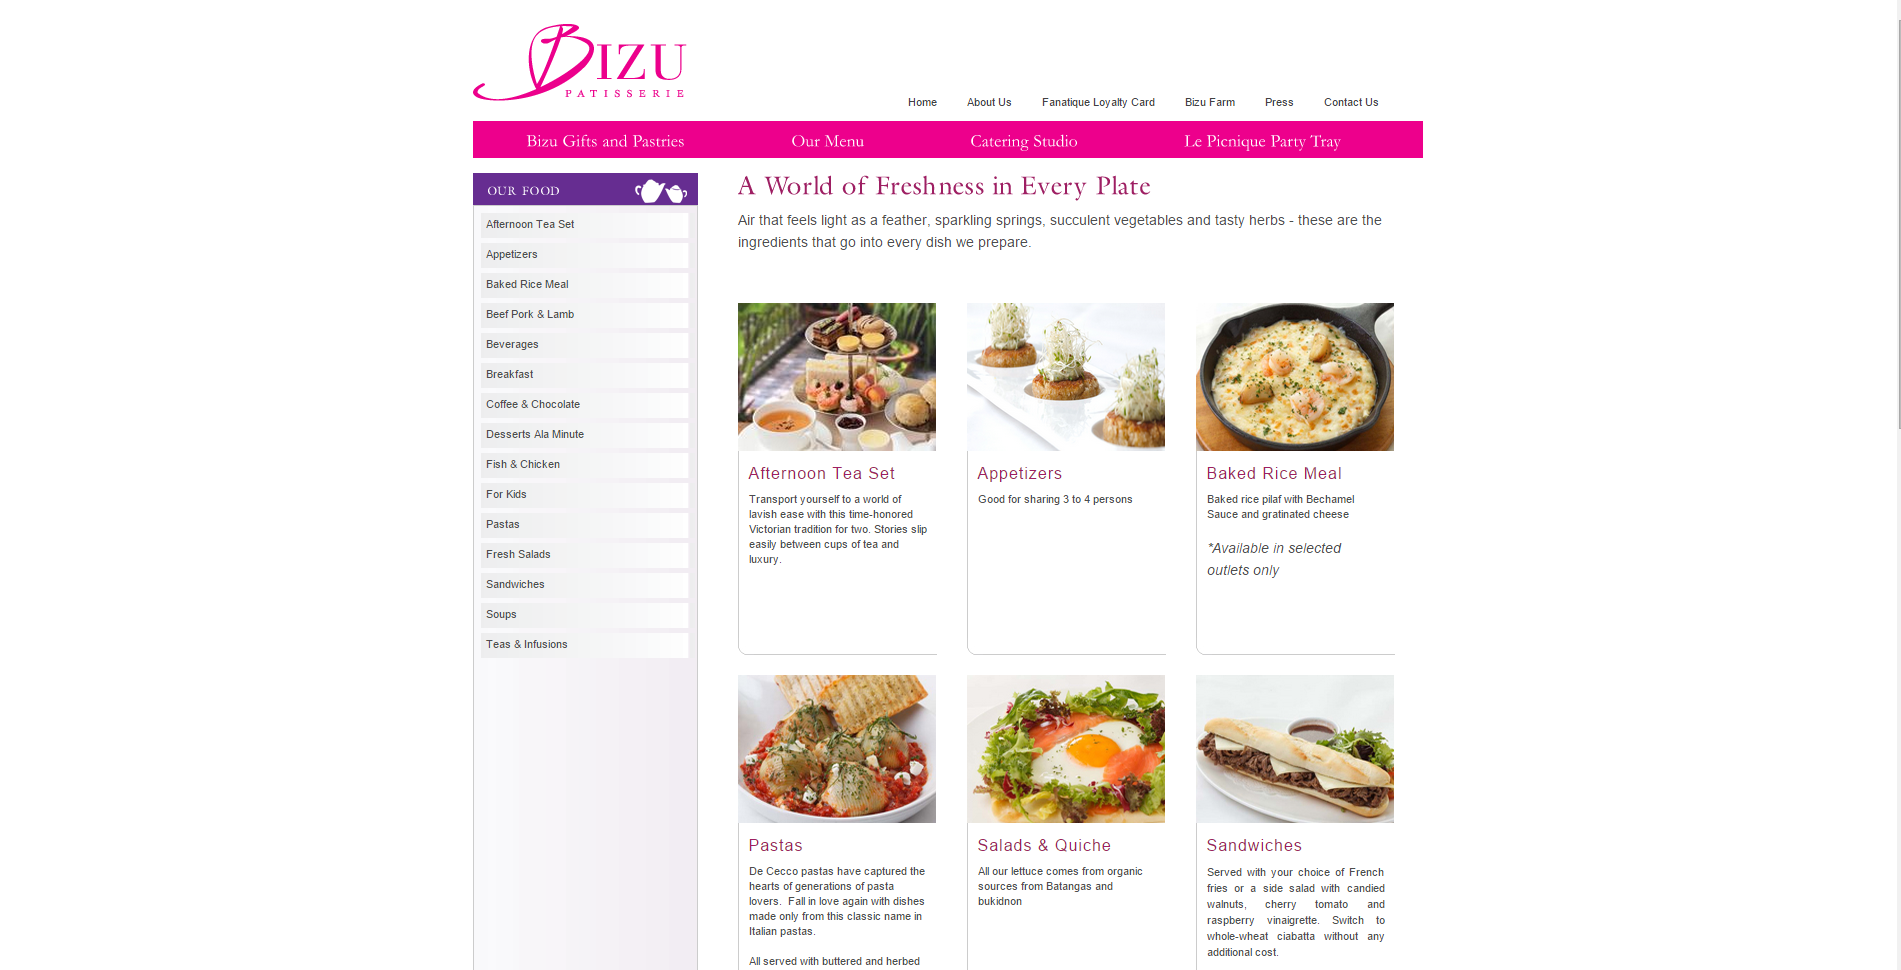 BIZU
PATISSERIE
Home About Us Fanatique Loyalty Card Bizu Farm Press Contact Us
Bizu Gifts and Pastries Our Menu Catering Studio Le Picnique Party Tray
OUR FOOD
Afternoon Tea Set
Appetizers
Baked Rice Meal
Beef Pork & Lamb
Beverages
Breakfast
Coffee & Chocolate
Desserts Ala Minute
Fish & Chicken
For Kids
Pastas
Fresh Salads
Sandwiches
Soups
Teas & Infusions
A World of Freshness in Every Plate
Air that feels light as a feather, sparkling springs, succulent vegetables and tasty herbs - these are the
ingredients that go into every dish we prepare.
Afternoon Tea Set
Transport yourself to a world of
lavish ease with this time-honored
Victorian tradition for two. Stories slip
easily between cups of tea and
luxury.
Appetizers
Good for sharing 3 to 4 persons
Baked Rice Meal
Baked rice pilaf with Bechamel
Sauce and gratinated cheese
*Available in selected
outlets only
Pastas
De Cecco pastas have captured the
hearts of generations of pasta
lovers. Fall in love again with dishes
made only from this classic name in
Italian pastas.
All served with buttered and herbed
Salads & Quiche
All our lettuce comes from organic
sources from Batangas and
bukidnon
Sandwiches
Served with your choice of French
fries or a side salad with candied
walnuts, cherry tomato and
raspberry vinaigrette. Switch to
whole-wheat ciabatta without any
additional cost.